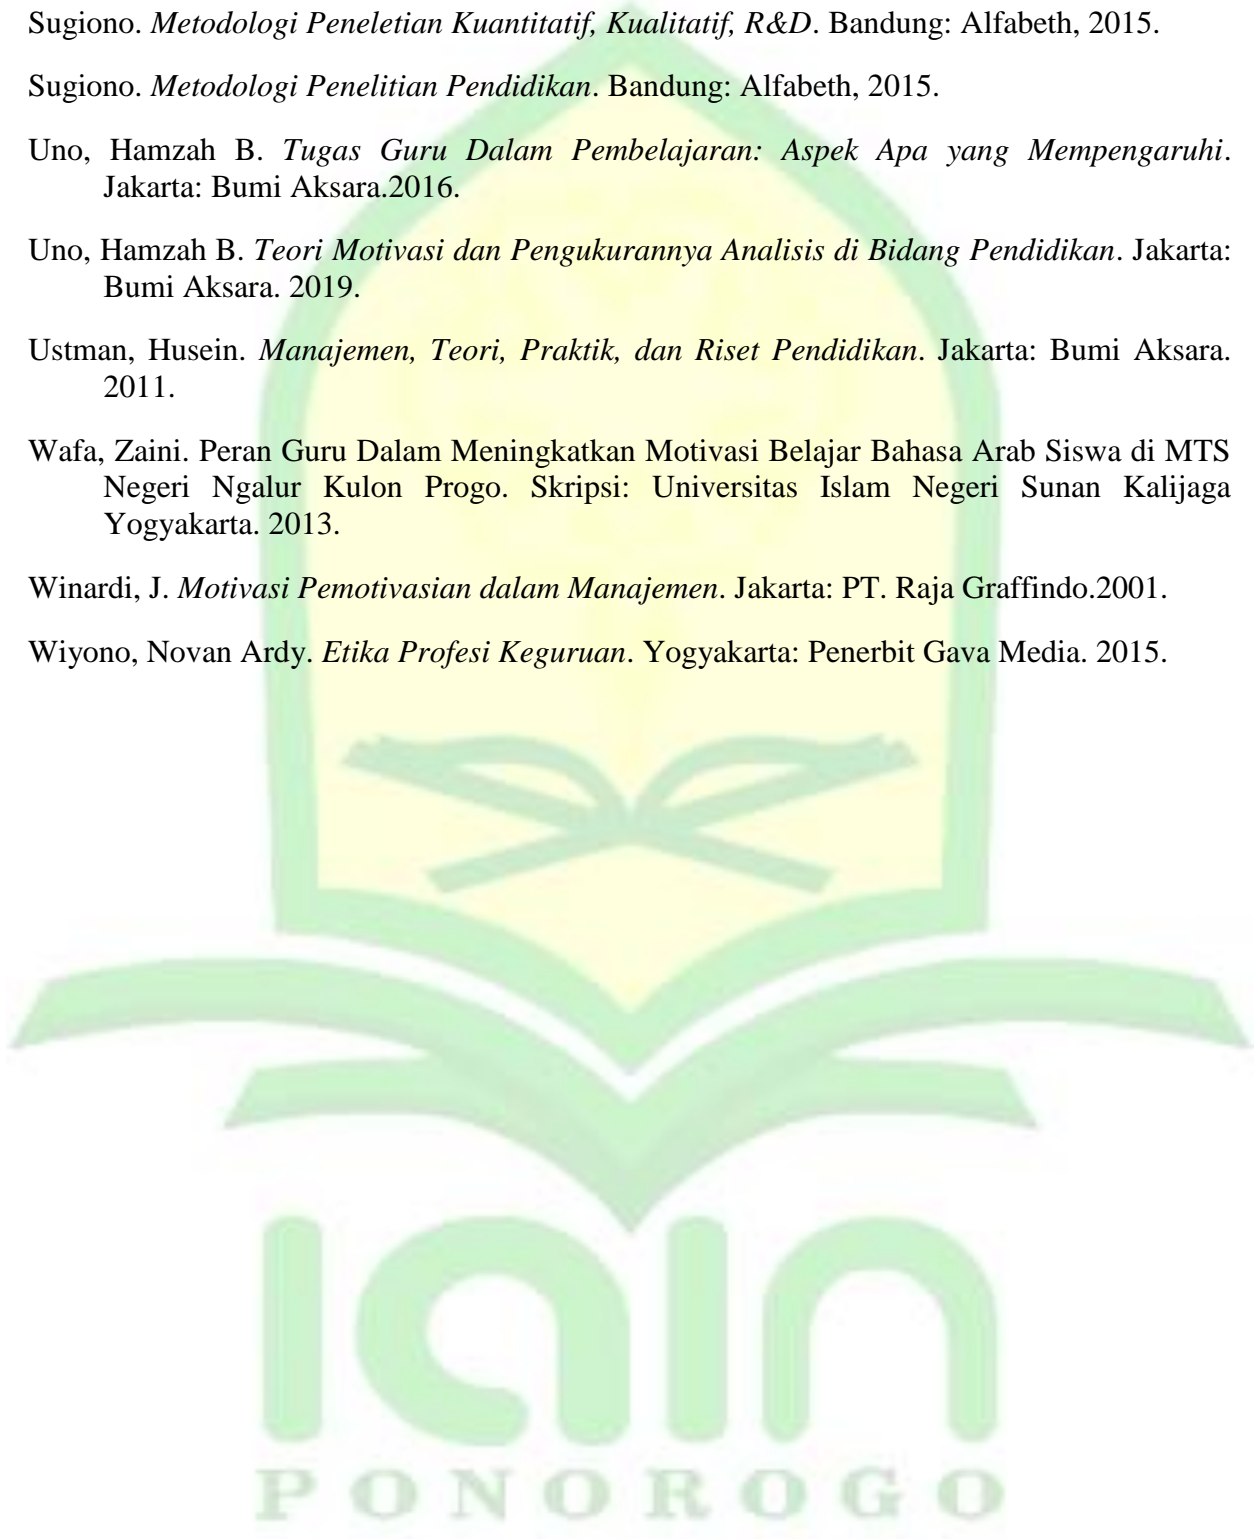 Sugiono. Metodologi Peneletian Kuantitatif, Kualitatif, R&D. Bandung: Alfabeth, 2015.
Sugiono. Metodologi Penelitian Pendidikan. Bandung: Alfabeth, 2015.
Uno, Hamzah B. Tugas Guru Dalam Pembelajaran: Aspek Apa yang Mempengaruhi.
Jakarta: Bumi Aksara.2016.
Uno, Hamzah B. Teori Motivasi dan Pengukurannya Analisis di Bidang Pendidikan. Jakarta:
Bumi Aksara. 2019.
Ustman, Husein. Manajemen, Teori, Praktik, dan Riset Pendidikan. Jakarta: Bumi Aksara.
2011.
Wafa, Zaini. Peran Guru Dalam Meningkatkan Motivasi Belajar Bahasa Arab Siswa di MTS
Negeri Ngalur Kulon Progo. Skripsi: Universitas Islam Negeri Sunan Kalijaga
Yogyakarta. 2013.
Winardi, J. Motivasi Pemotivasian dalam Manajemen. Jakarta: PT. Raja Graffindo.2001.
Wiyono, Novan Ardy. Etika Profesi Keguruan. Yogyakarta: Penerbit Gava Media. 2015.
IAIN
PONOROGO